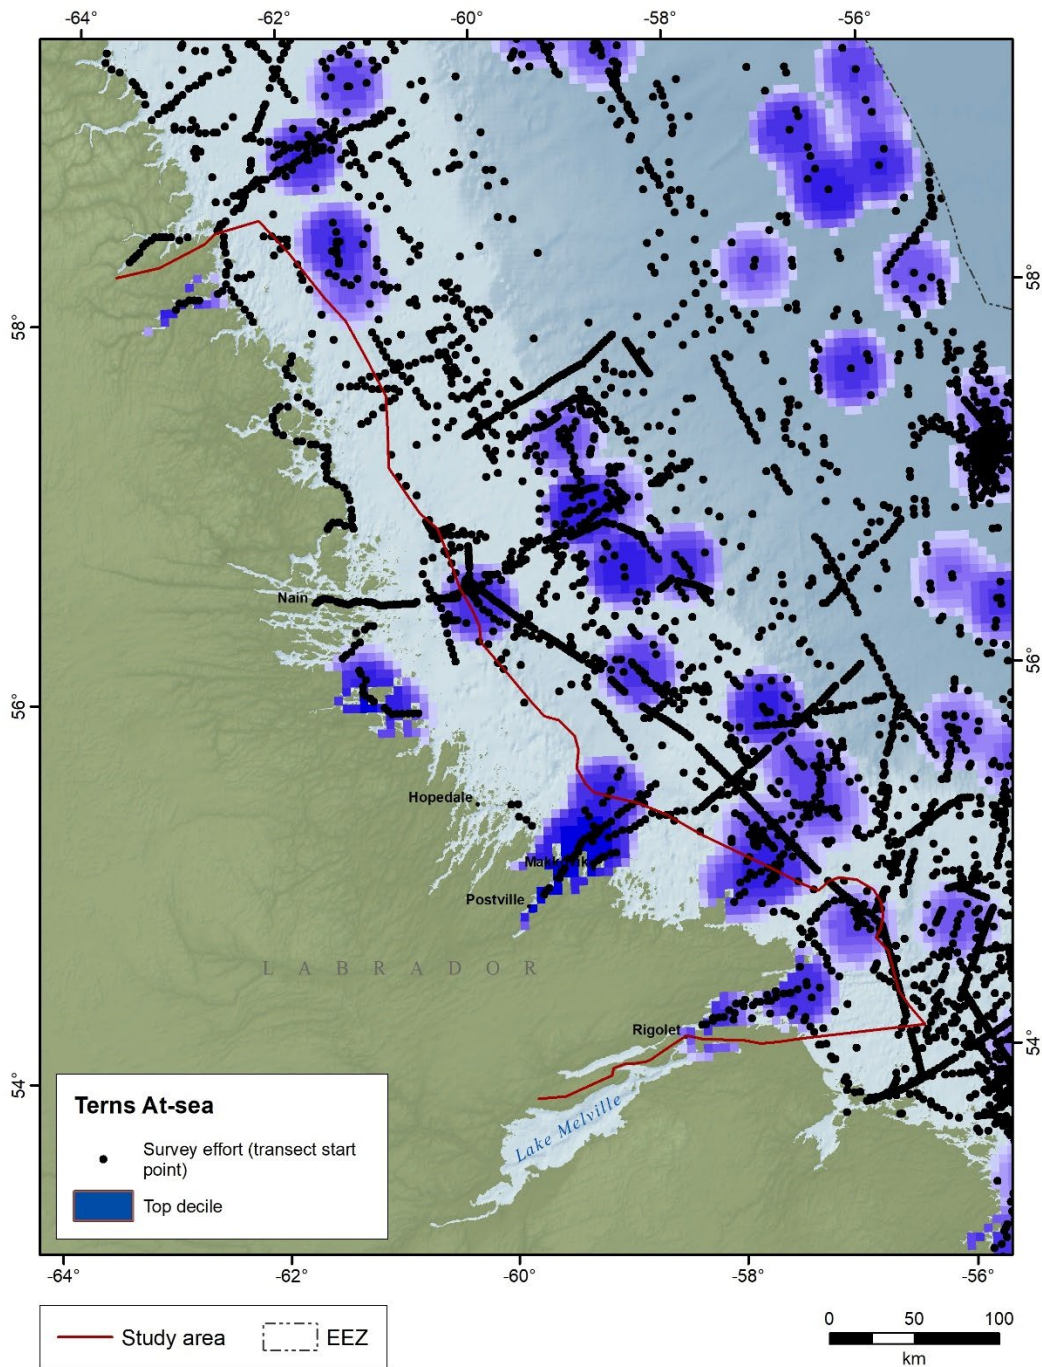 -64° -62° -60° -58° -56°
58° 58°
Nain
56° 56°
Hopedale
Postville
L A B R A D O R
Rigolet
54° 54°
Lake Melville
Terns At-sea
Survey effort (transect start
point)
Top decile
-64° -62° -60° -58° -56°
Study area
EEZ
0 50 100
km